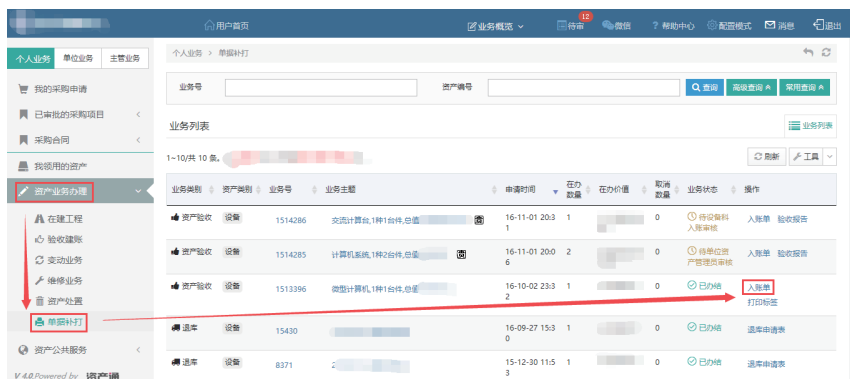 用户首页 业务概览 待审 12 微信 ? 帮助中心 配置模式 消息 退出
个人业务 单位业务 主管业务
个人业务 > 单据补打
我的采购申请
已审批的采购项目
采购合同
我领用的资产
资产业务办理
在建工程
验收建账
变动业务
维修业务
资产处置
单据补打
资产公共服务
V 4.0.Powered by 资产通
业务号 资产编号 查询 高级查询 常用查询
业务列表 业务列表
1~10/共 10 条。 刷新 工具
业务类别 资产类别 业务号 业务主题 申请时间 在办数量 在办价值 取消数量 业务状态 操作
资产验收 设备 1514286 交流计算台,1种1台件,总值 16-11-01 20:31 1 0 待设备科入账审核 入账单 验收报告
资产验收 设备 1514285 计算机系统,1种2台件,总值 16-11-01 20:06 2 0 待单位资产管理员审核 入账单 验收报告
资产验收 设备 1513396 微型计算机,1种1台件,总值 16-10-02 23:32 1 0 已办结 入账单
打印标签
退库 设备 15430 16-09-27 15:30 1 0 已办结 退库申请表
退库 设备 8371 15-12-30 11:53 1 0 已办结 退库申请表